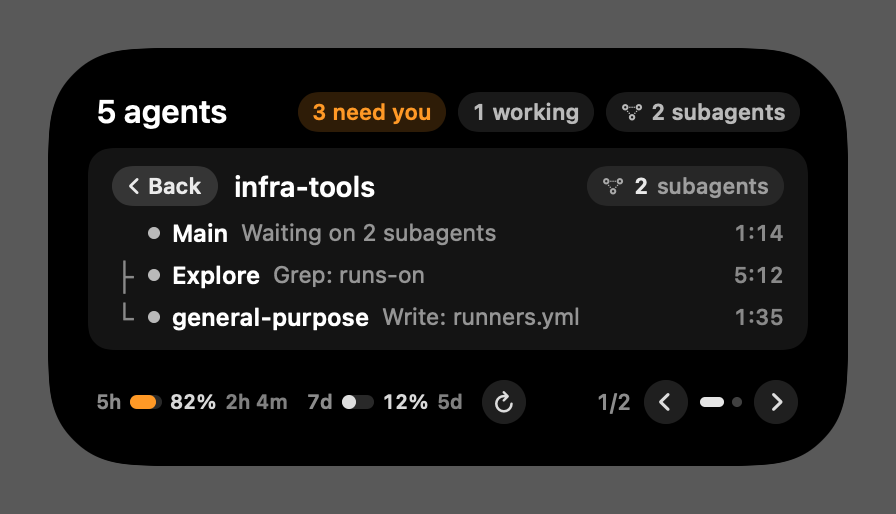 5 agents 3 need you 1 working 2 subagents
Back infra-tools 2 subagents
Main Waiting on 2 subagents 1:14
Explore Grep: runs-on 5:12
general-purpose Write: runners.yml 1:35
5h 82% 2h 4m 7d 12% 5d 1/2